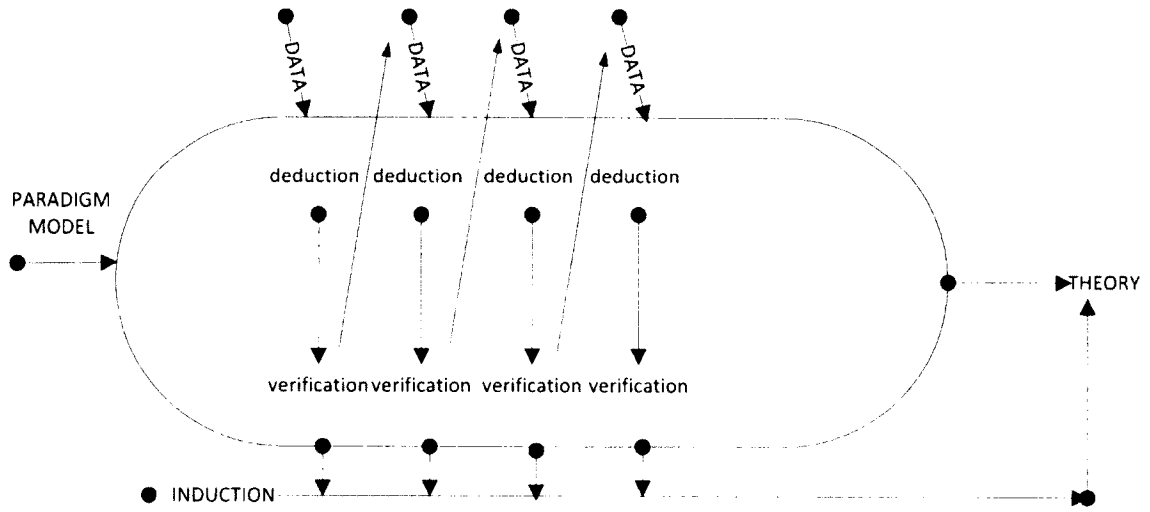 DATA DATA DATA DATA
deduction deduction deduction deduction
PARADIGM
MODEL
THEORY
verification verification verification verification
INDUCTION